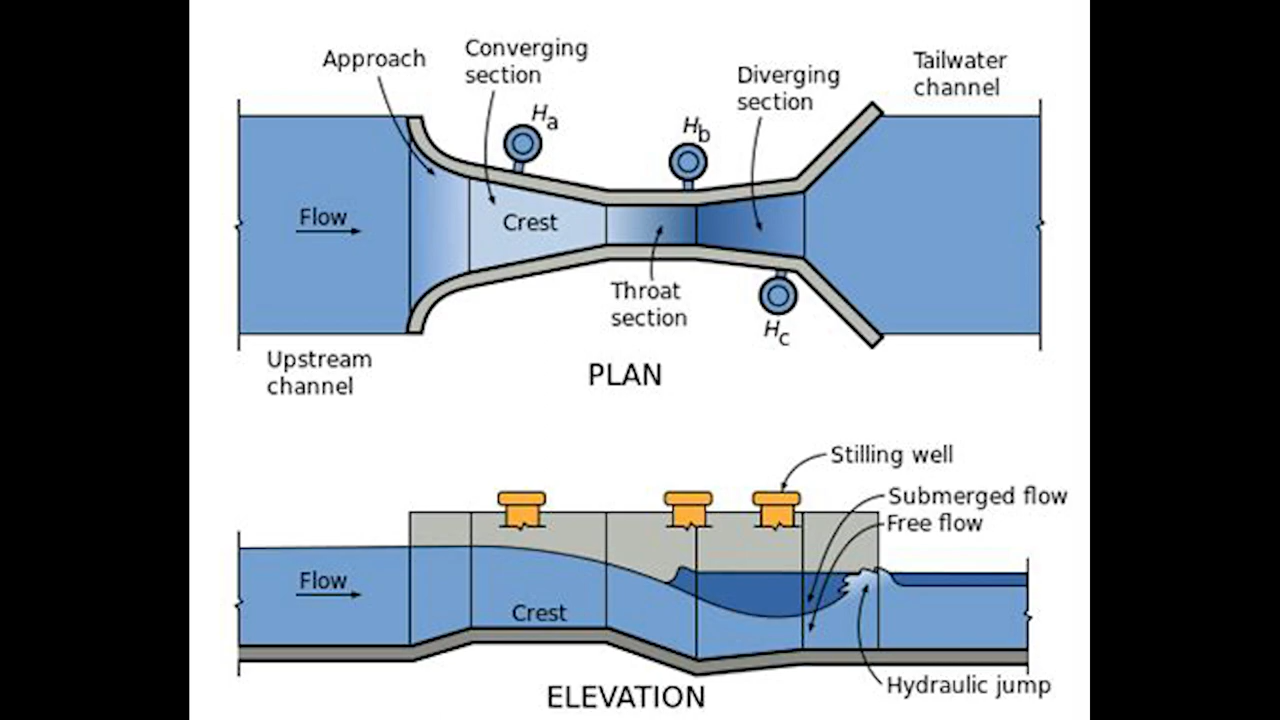 Approach
Converging
section
Ha
Hb
Diverging
section
Tailwater
channel
Flow
Crest
Throat
section
Hc
Upstream
channel
PLAN
Stilling well
Submerged flow
Free flow
Flow
Crest
Hydraulic jump
ELEVATION